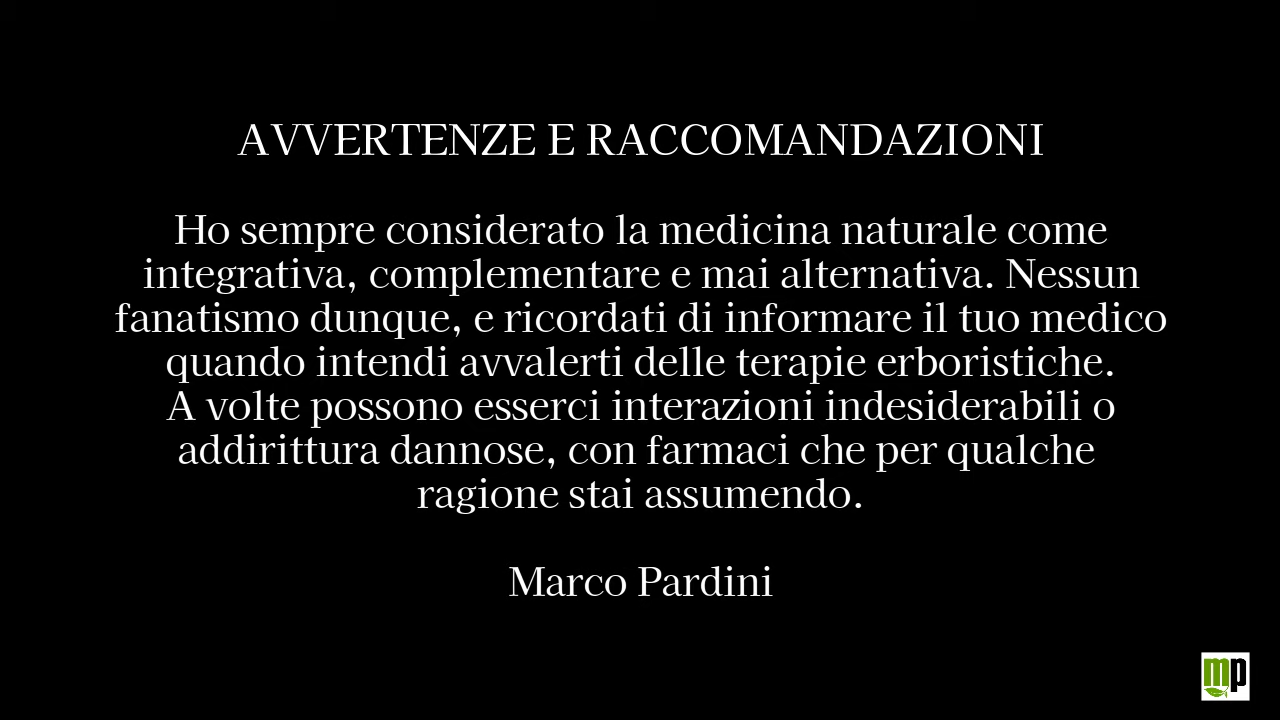 AVVERTENZE E RACCOMANDAZIONI
Ho sempre considerato la medicina naturale come
integrativa, complementare e mai alternativa. Nessun
fanatismo dunque, e ricordati di informare il tuo medico
quando intendi avvalerti delle terapie erboristiche.
A volte possono esserci interazioni indesiderabili o
addirittura dannose, con farmaci che per qualche
ragione stai assumendo.
Marco Pardini
mp